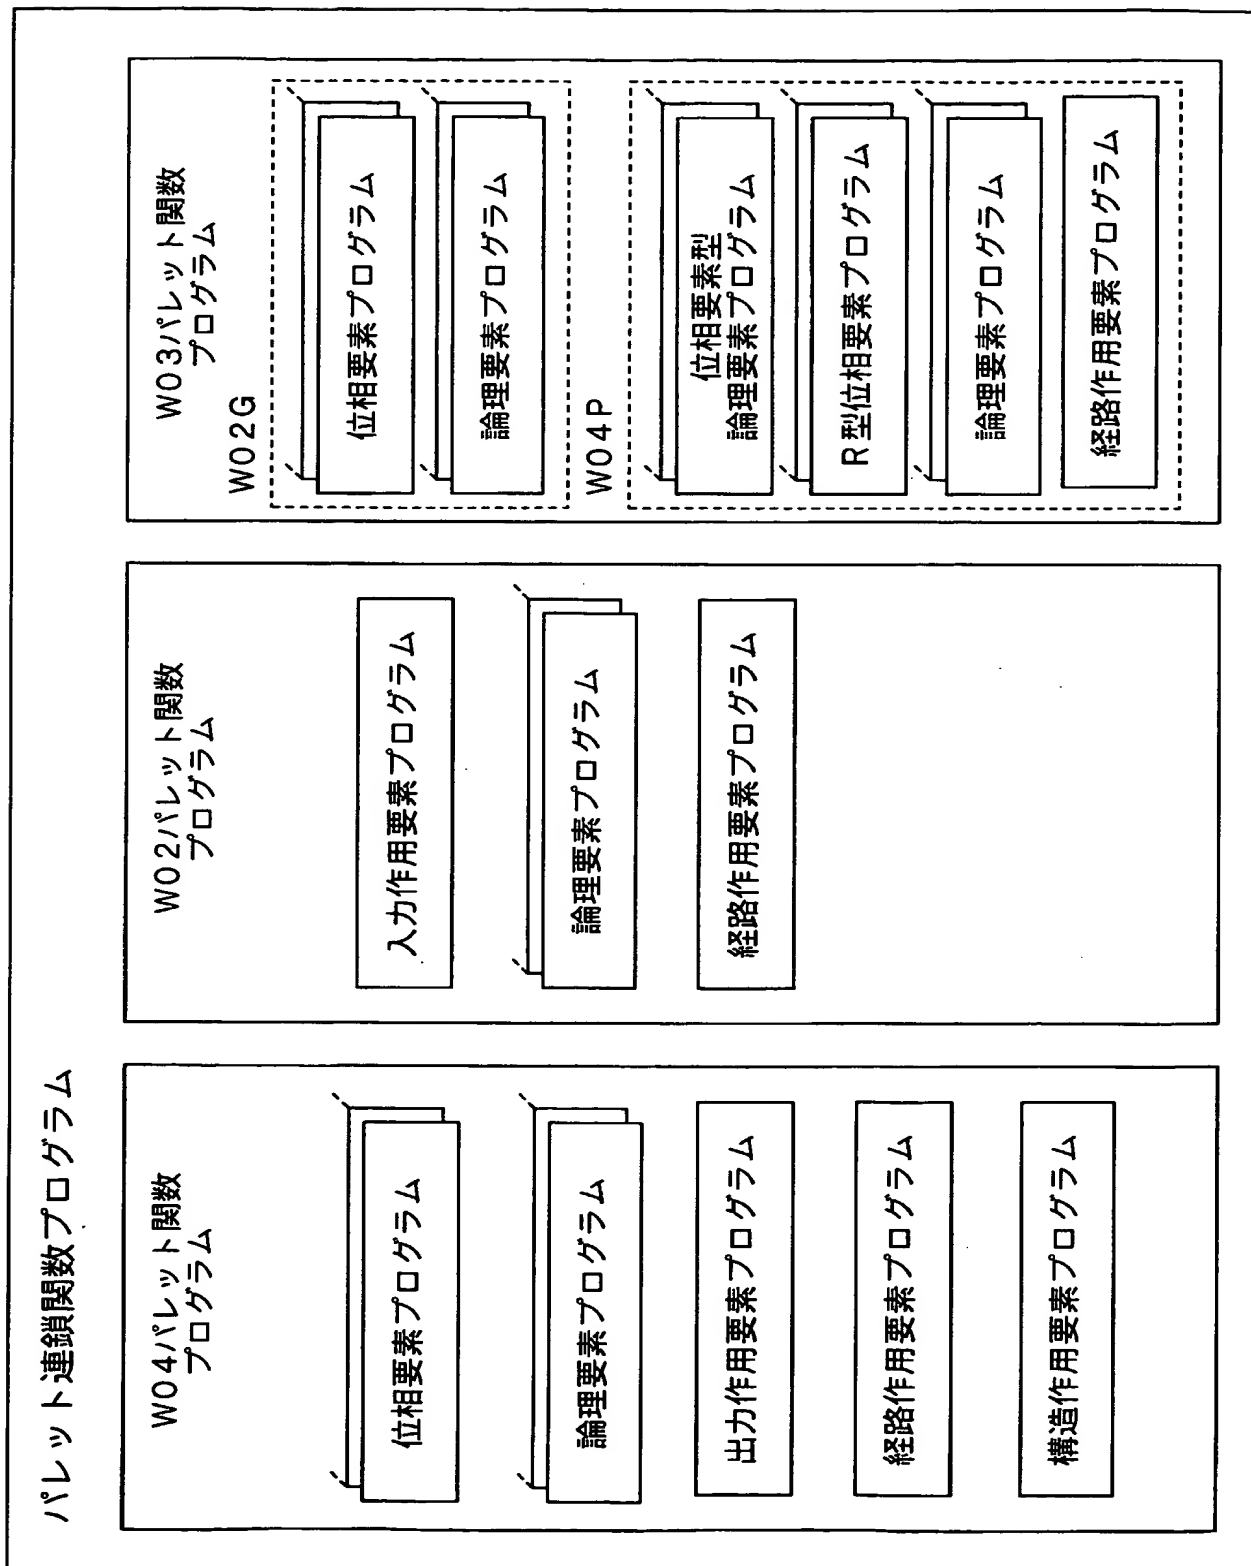 パレット連鎖関数プログラム
W04パレット関数
プログラム
位相要素プログラム
論理要素プログラム
出力作用要素プログラム
経路作用要素プログラム
構造作用要素プログラム
W02パレット関数
プログラム
入力作用要素プログラム
論理要素プログラム
経路作用要素プログラム
W03パレット関数
プログラム
W02G
位相要素プログラム
論理要素プログラム
W04P
位相要素型
論理要素プログラム
R型位相要素プログラム
論理要素プログラム
経路作用要素プログラム